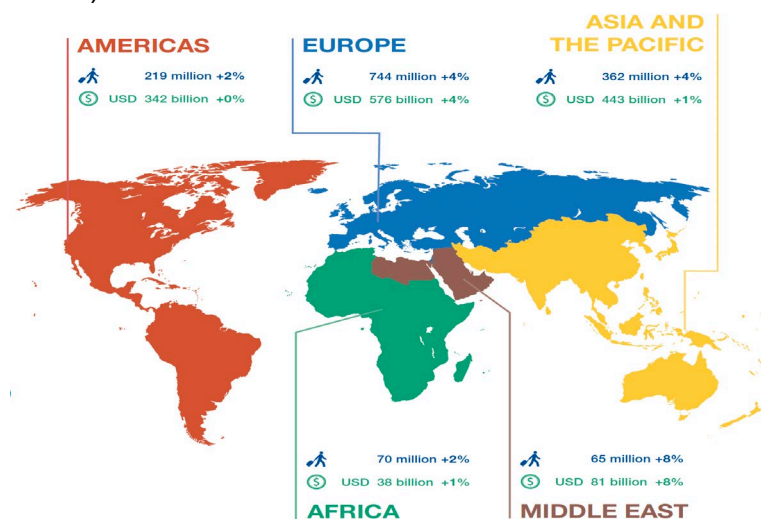 AMERICAS
219 million +2%
USD 342 billion +0%
EUROPE
744 million +4%
USD 576 billion +4%
ASIA AND
THE PACIFIC
362 million +4%
USD 443 billion +1%
70 million +2%
USD 38 billion +1%
AFRICA
65 million +8%
USD 81 billion +8%
MIDDLE EAST